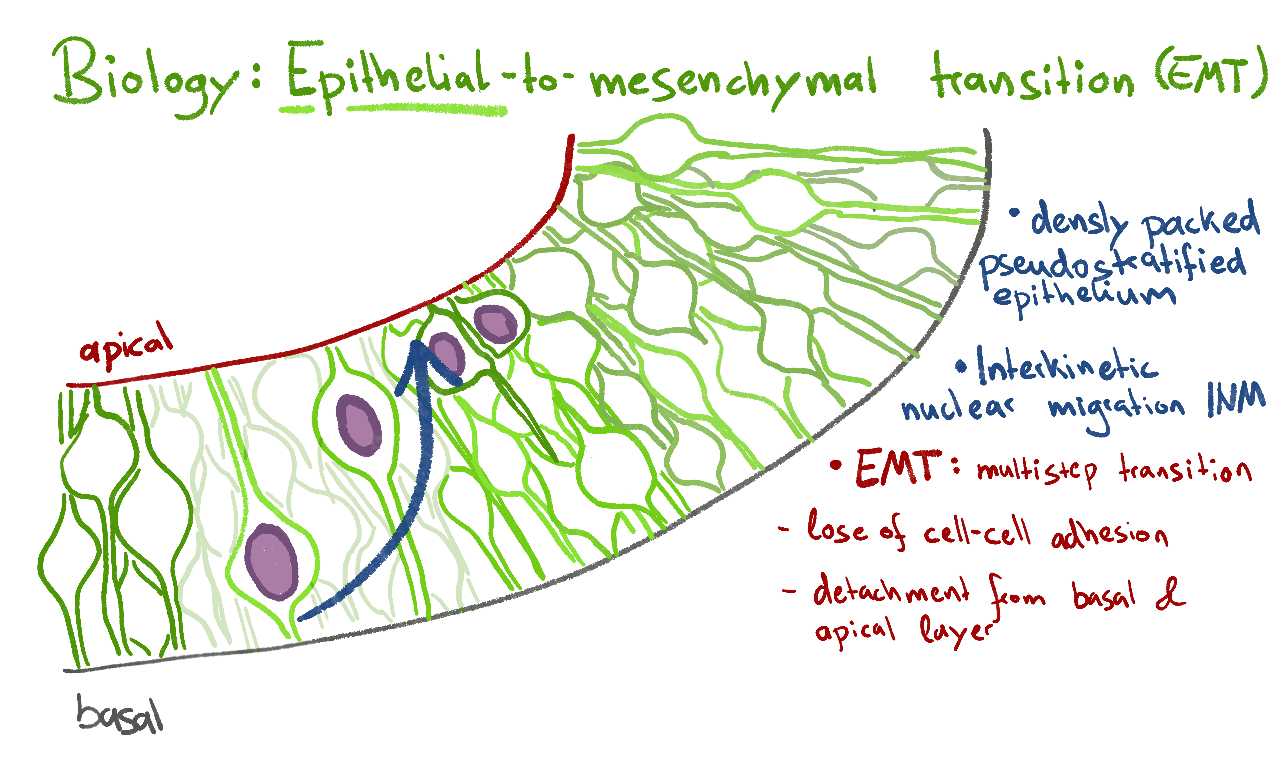 Biology: Epithelial-to-mesenchymal transition (EMT)
apical
• densly packed
pseudostratified
epithelium
• Interkinetic
nuclear migration INM
• EMT: multistep transition
- lose of cell-cell adhesion
- detachment from basal &
apical layer
basal